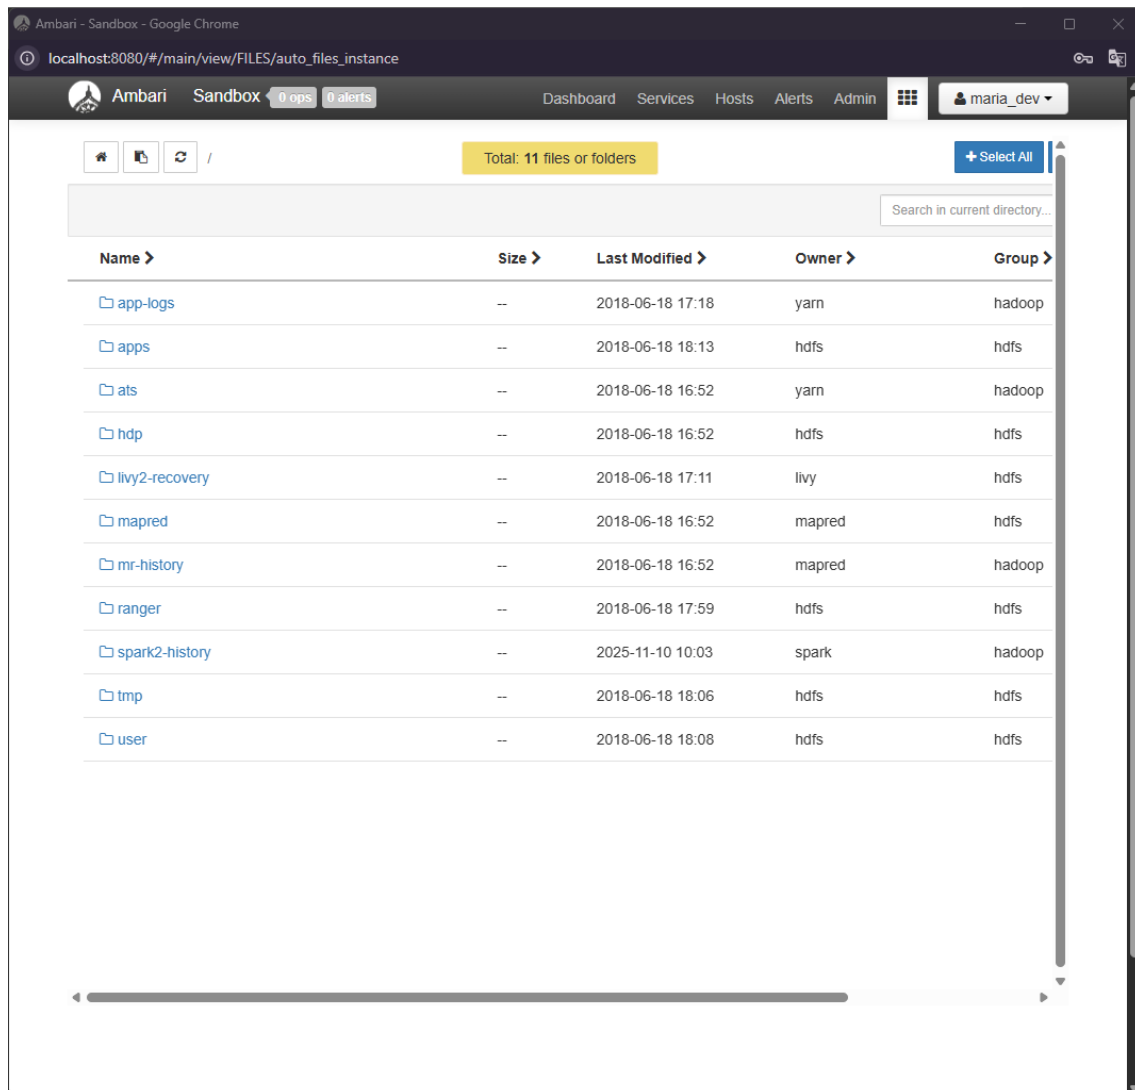 Ambari - Sandbox - Google Chrome
localhost:8080/#/main/view/FILES/auto_files_instance
Ambari Sandbox 0 ops 0 alerts Dashboard Services Hosts Alerts Admin maria_dev
/ Total: 11 files or folders + Select All
Search in current directory...
Name Size Last Modified Owner Group
app-logs -- 2018-06-18 17:18 yarn hadoop
apps -- 2018-06-18 18:13 hdfs hdfs
ats -- 2018-06-18 16:52 yarn hadoop
hdp -- 2018-06-18 16:52 hdfs hdfs
livy2-recovery -- 2018-06-18 17:11 livy hdfs
mapred -- 2018-06-18 16:52 mapred hdfs
mr-history -- 2018-06-18 16:52 mapred hadoop
ranger -- 2018-06-18 17:59 hdfs hdfs
spark2-history -- 2025-11-10 10:03 spark hadoop
tmp -- 2018-06-18 18:06 hdfs hdfs
user -- 2018-06-18 18:08 hdfs hdfs